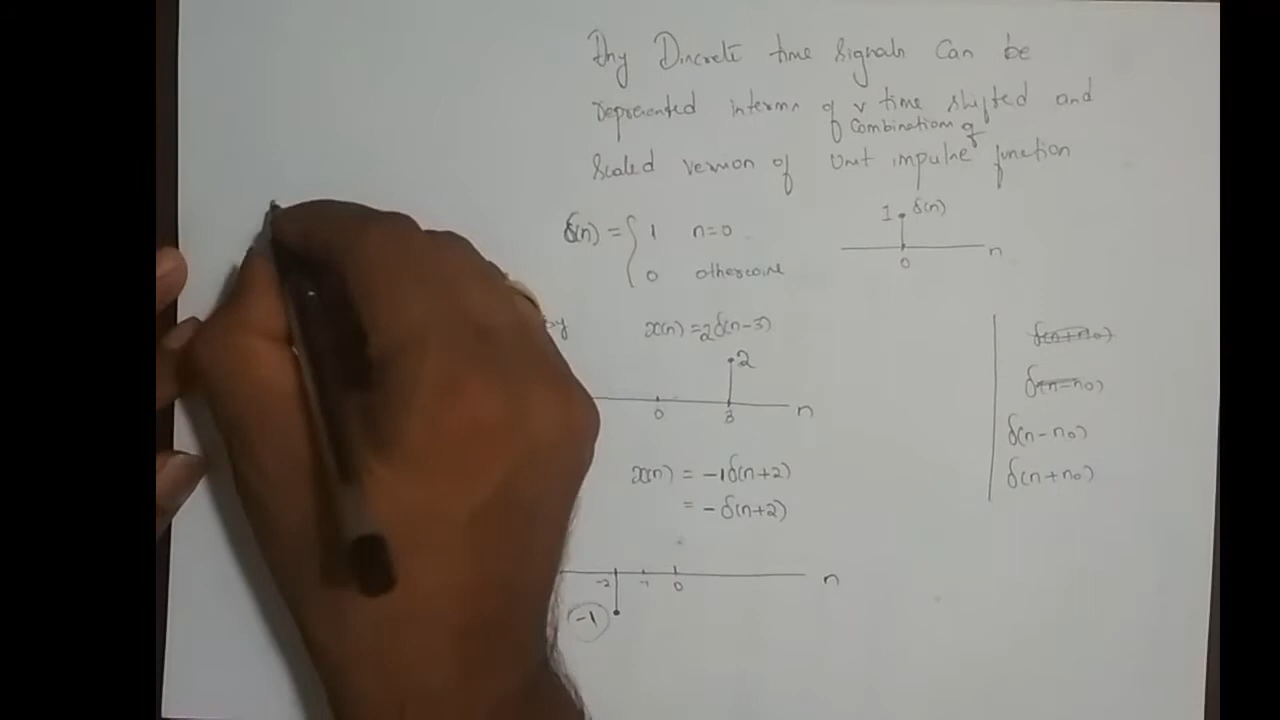 Any Discrete time signals can be
represented interms of combination of time shifted and
scaled version of unit impulse function
δ(n) = { 1 n=0
0 otherwise
1 δ(n)
0 n
x(n) = 2δ(n-3)
2
0 3 n
x(n) = -1δ(n+2)
= -δ(n+2)
-2 -1 0 n
-1
δ(n-n0)
δ(n+n0)